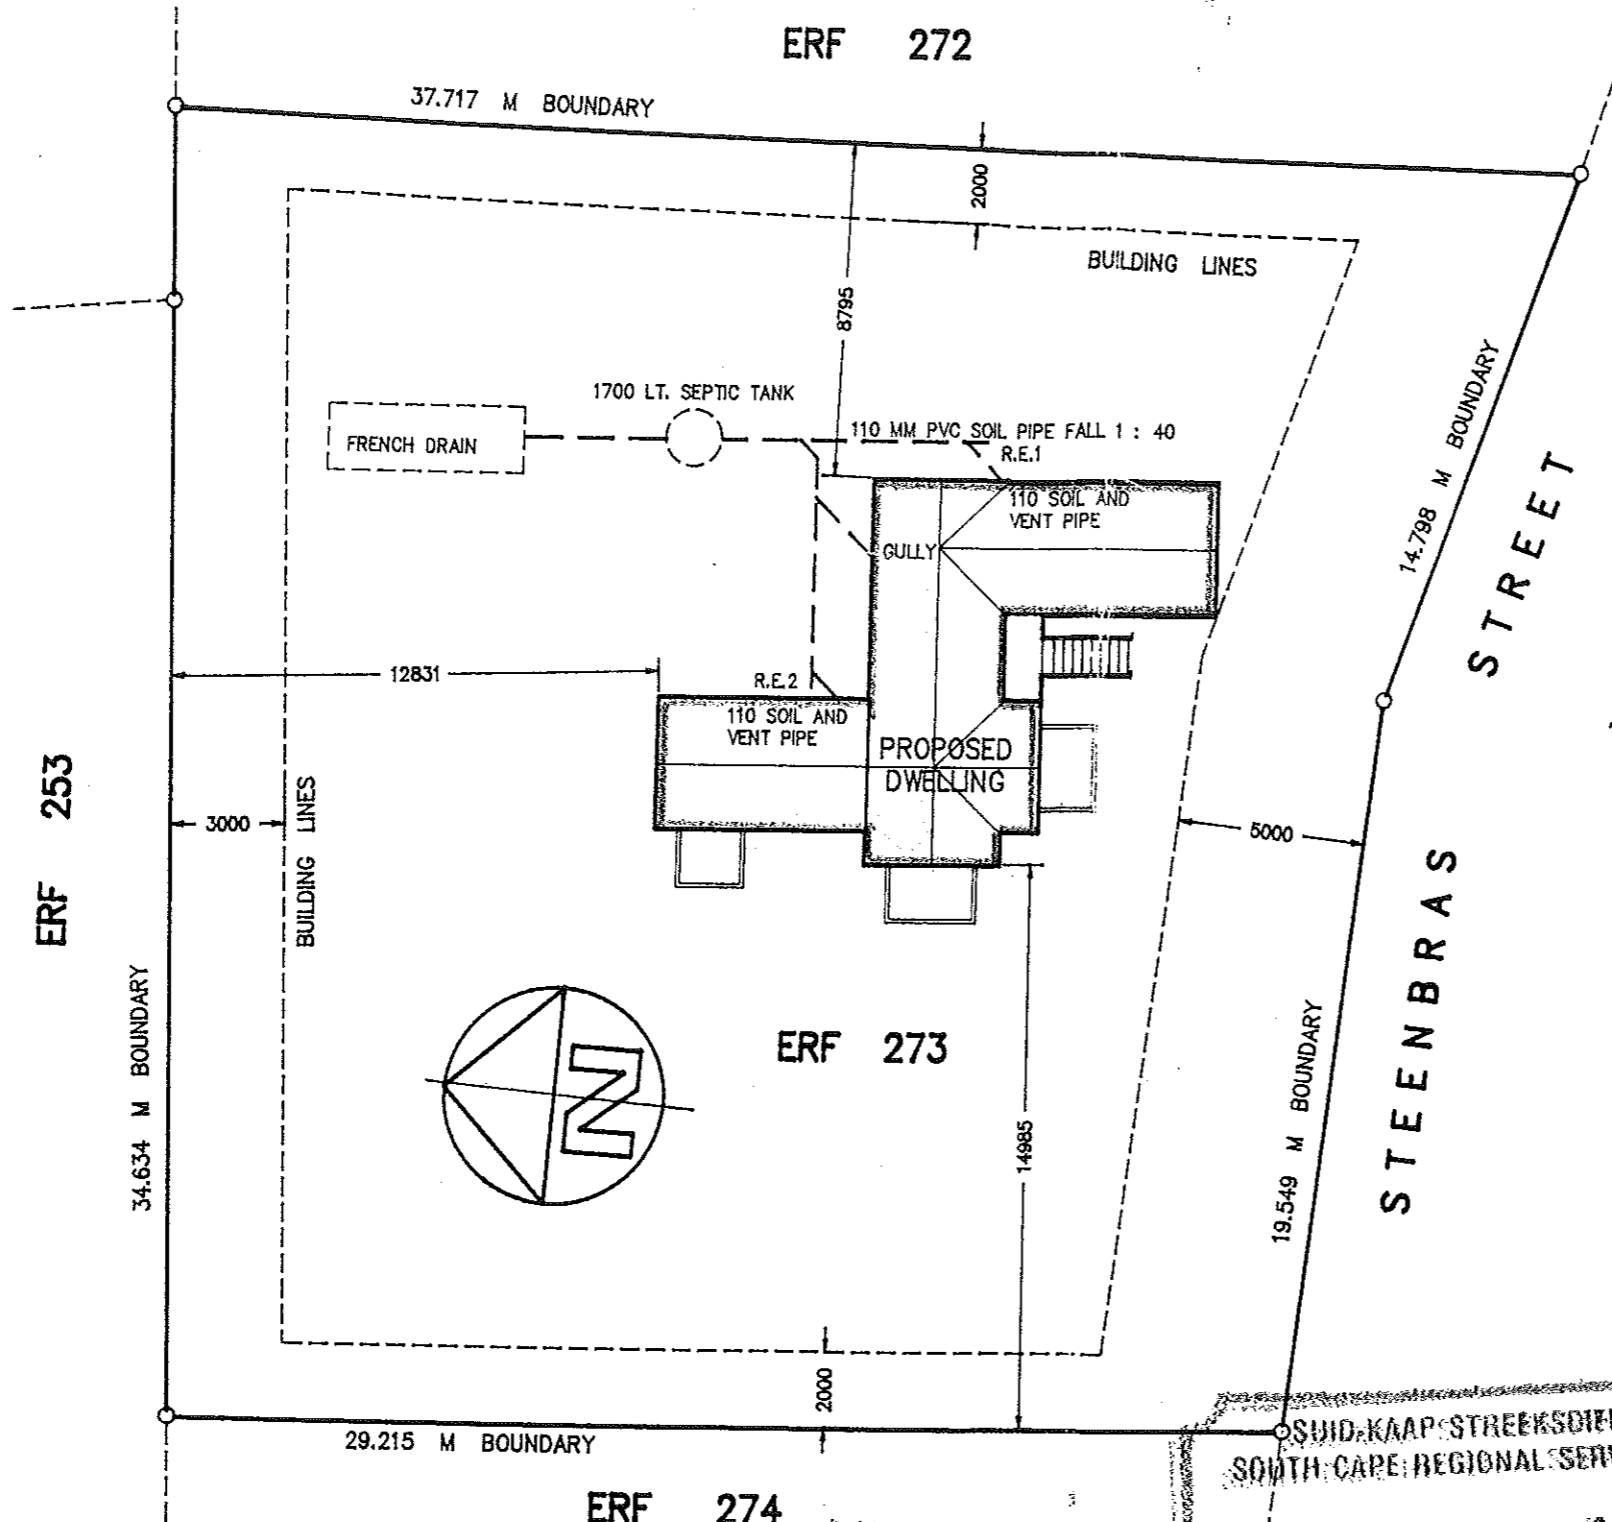 ERF 272
37.717 M BOUNDARY
2000
BUILDING LINES
8795
1700 LT. SEPTIC TANK
FRENCH DRAIN
110 MM PVC SOIL PIPE FALL 1 : 40
R.E.1
110 SOIL AND
VENT PIPE
GULLY
14.798 M BOUNDARY
STEENBRAS STREET
12831
R.E.2
110 SOIL AND
VENT PIPE
PROPOSED
DWELLING
ERF 253
3000
BUILDING LINES
5000
34.634 M BOUNDARY
N
ERF 273
14985
19.549 M BOUNDARY
2000
29.215 M BOUNDARY
SUID-KAAP STREEKSDIE
SOUTH CAPE REGIONAL SER
ERF 274